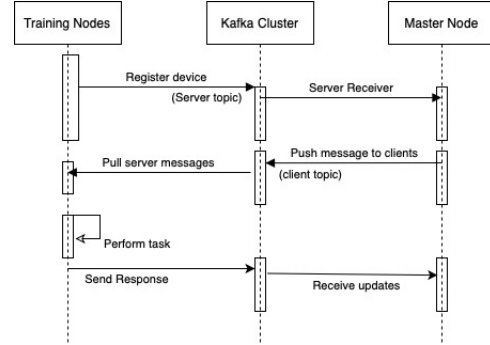 Training Nodes
Kafka Cluster
Master Node
Register device
(Server topic)
Server Receiver
Push message to clients
(client topic)
Pull server messages
Perform task
Send Response
Receive updates